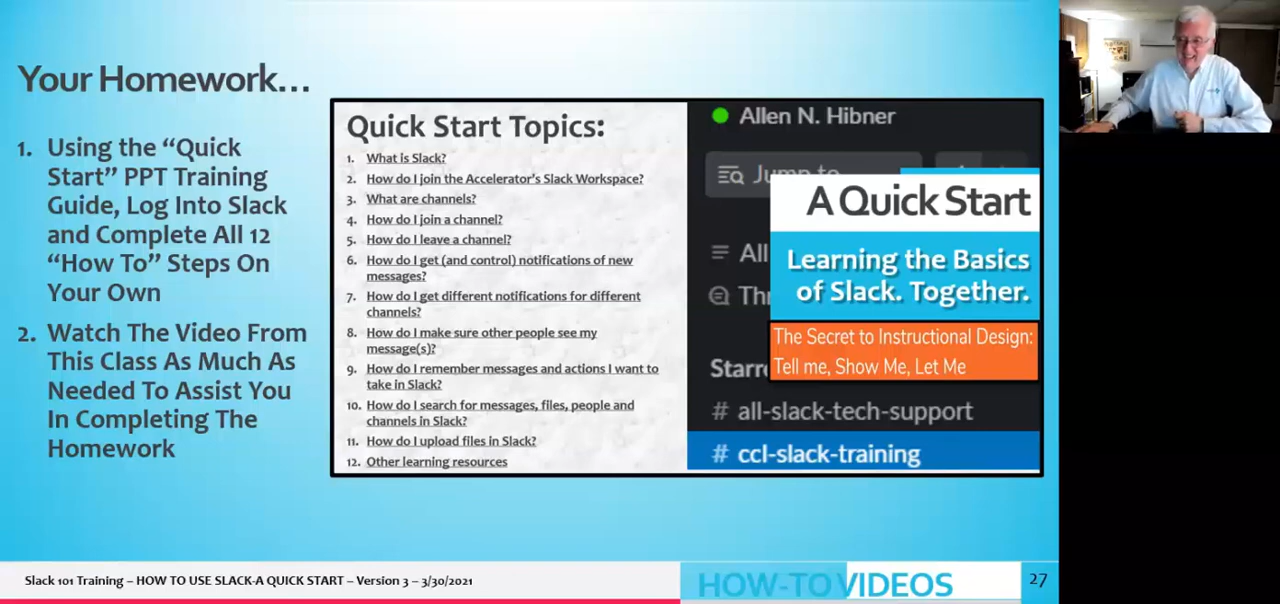 Your Homework…
1. Using the “Quick
Start” PPT Training
Guide, Log Into Slack
and Complete All 12
“How To” Steps On
Your Own
2. Watch The Video From
This Class As Much As
Needed To Assist You
In Completing The
Homework
Quick Start Topics:
1. What is Slack?
2. How do I join the Accelerator’s Slack Workspace?
3. What are channels?
4. How do I join a channel?
5. How do I leave a channel?
6. How do I get (and control) notifications of new
messages?
7. How do I get different notifications for different
channels?
8. How do I make sure other people see my
message(s)?
9. How do I remember messages and actions I want to
take in Slack?
10. How do I search for messages, files, people and
channels in Slack?
11. How do I upload files in Slack?
12. Other learning resources
Allen N. Hibner
Jump to
All
Thr
Starre
# all-slack-tech-support
# ccl-slack-training
A Quick Start
Learning the Basics
of Slack. Together.
The Secret to Instructional Design:
Tell me, Show Me, Let Me
Slack 101 Training – HOW TO USE SLACK-A QUICK START – Version 3 – 3/30/2021
HOW-TO VIDEOS
27